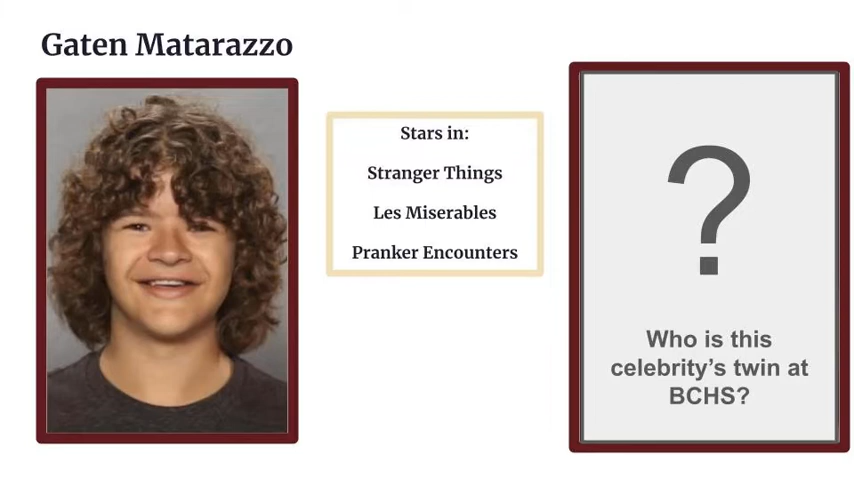 Gaten Matarazzo
Stars in:
Stranger Things
Les Miserables
Pranker Encounters
?
Who is this
celebrity's twin at
BCHS?